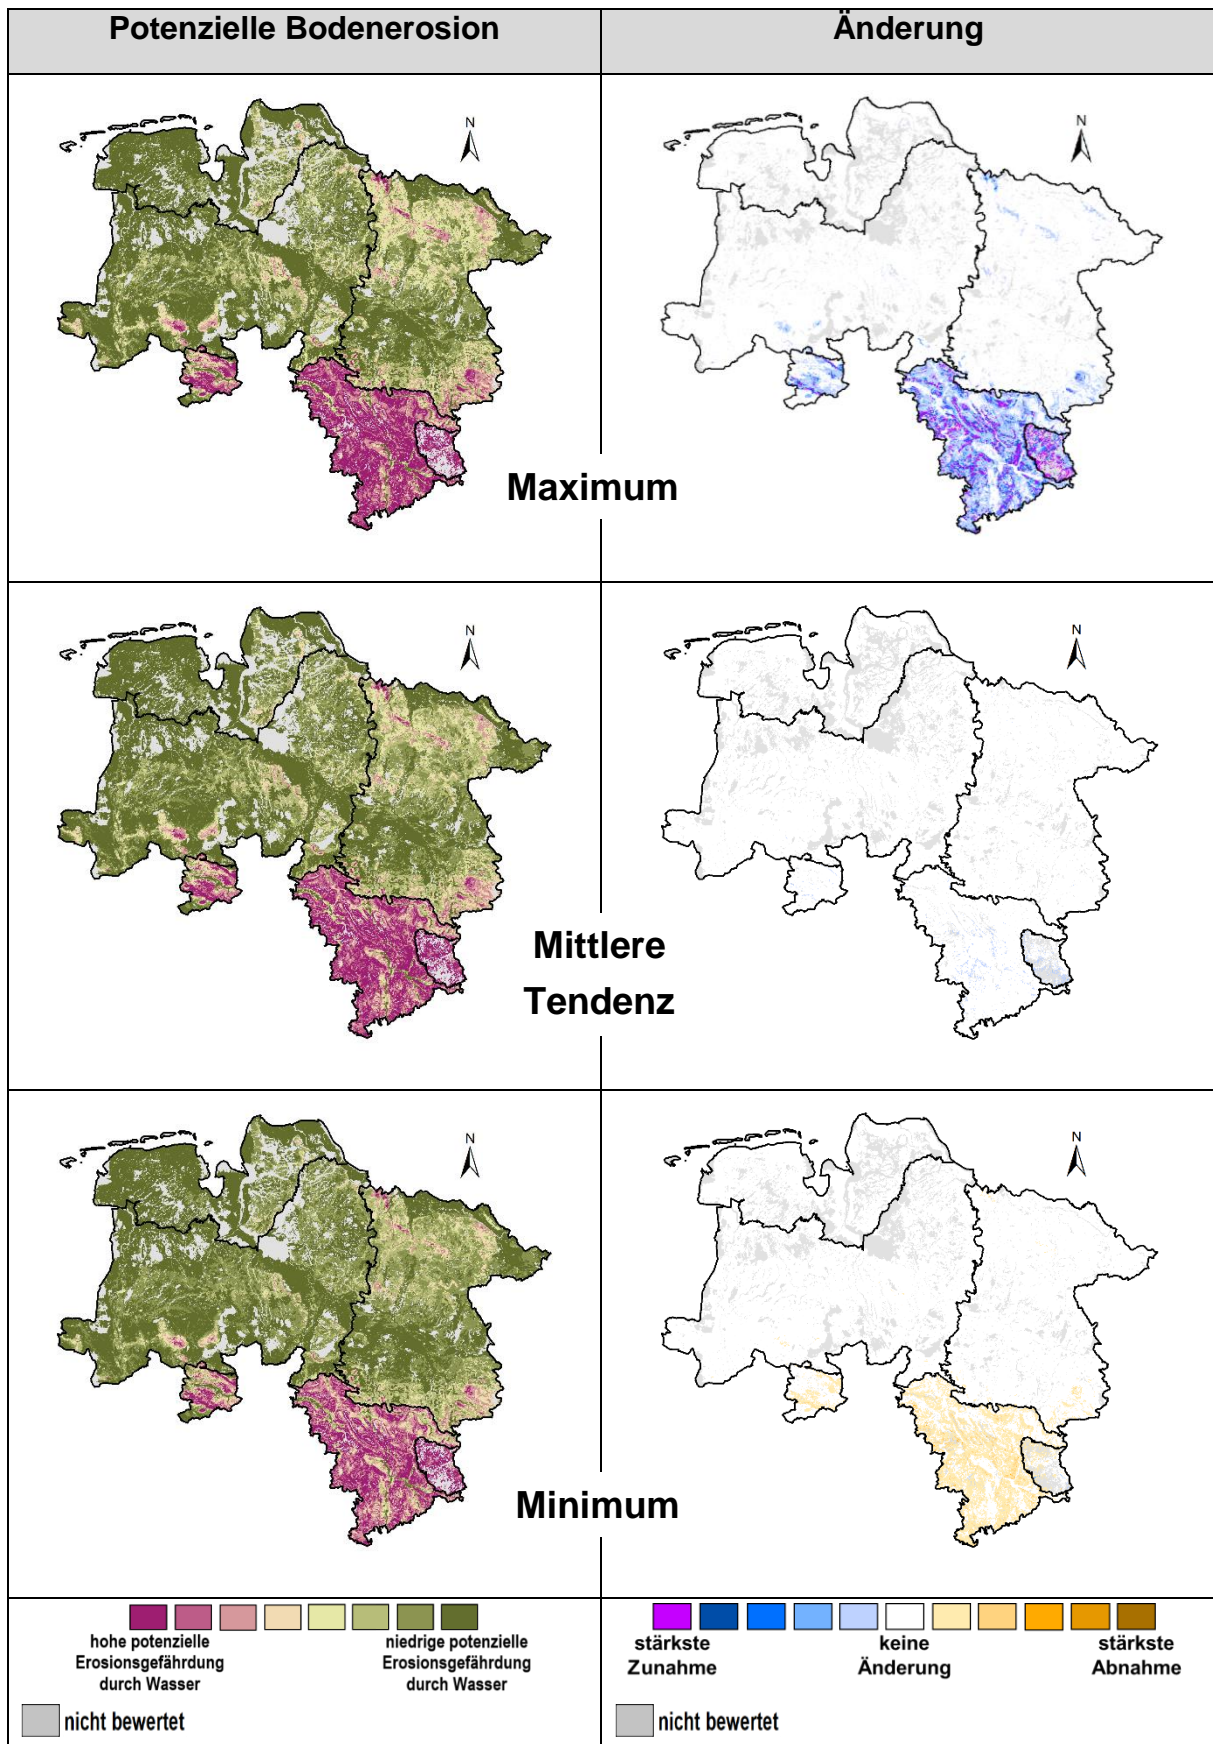 Potenzielle Bodenerosion
Änderung
N
N
Maximum
N
N
Mittlere
Tendenz
N
N
Minimum
hohe potenzielle
Erosionsgefährdung
durch Wasser
niedrige potenzielle
Erosionsgefährdung
durch Wasser
nicht bewertet
stärkste
Zunahme
keine
Änderung
stärkste
Abnahme
nicht bewertet